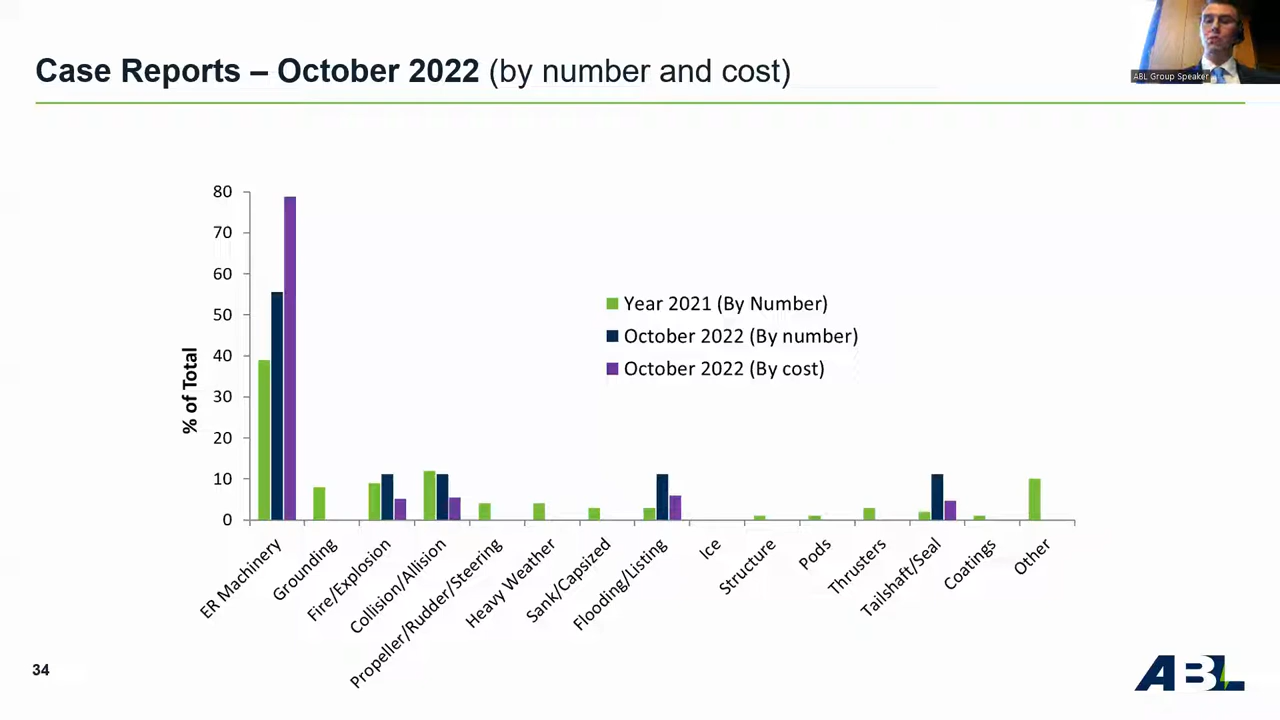 Case Reports – October 2022 (by number and cost)
ABL Group Speaker
80
70
60
50
40
30
20
10
0
% of Total
Year 2021 (By Number)
October 2022 (By number)
October 2022 (By cost)
ER Machinery
Grounding
Fire/Explosion
Collision/Allision
Propeller/Rudder/Steering
Heavy Weather
Sank/Capsized
Flooding/Listing
Ice
Structure
Pods
Thrusters
Tailshaft/Seal
Coatings
Other
34
ABL